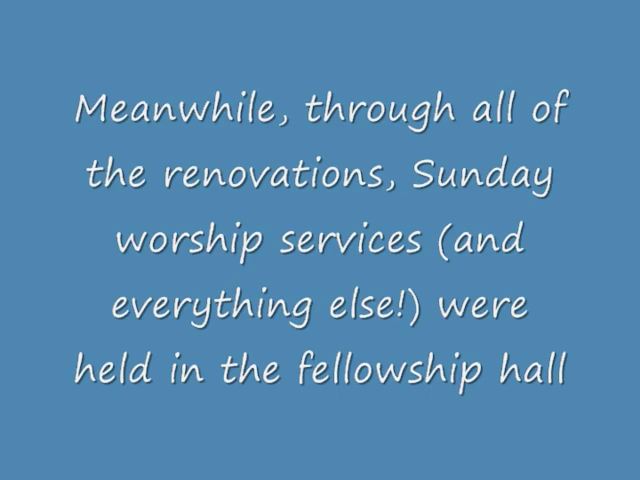 Meanwhile, through all of
the renovations, Sunday
worship services (and
everything else!) were
held in the fellowship hall